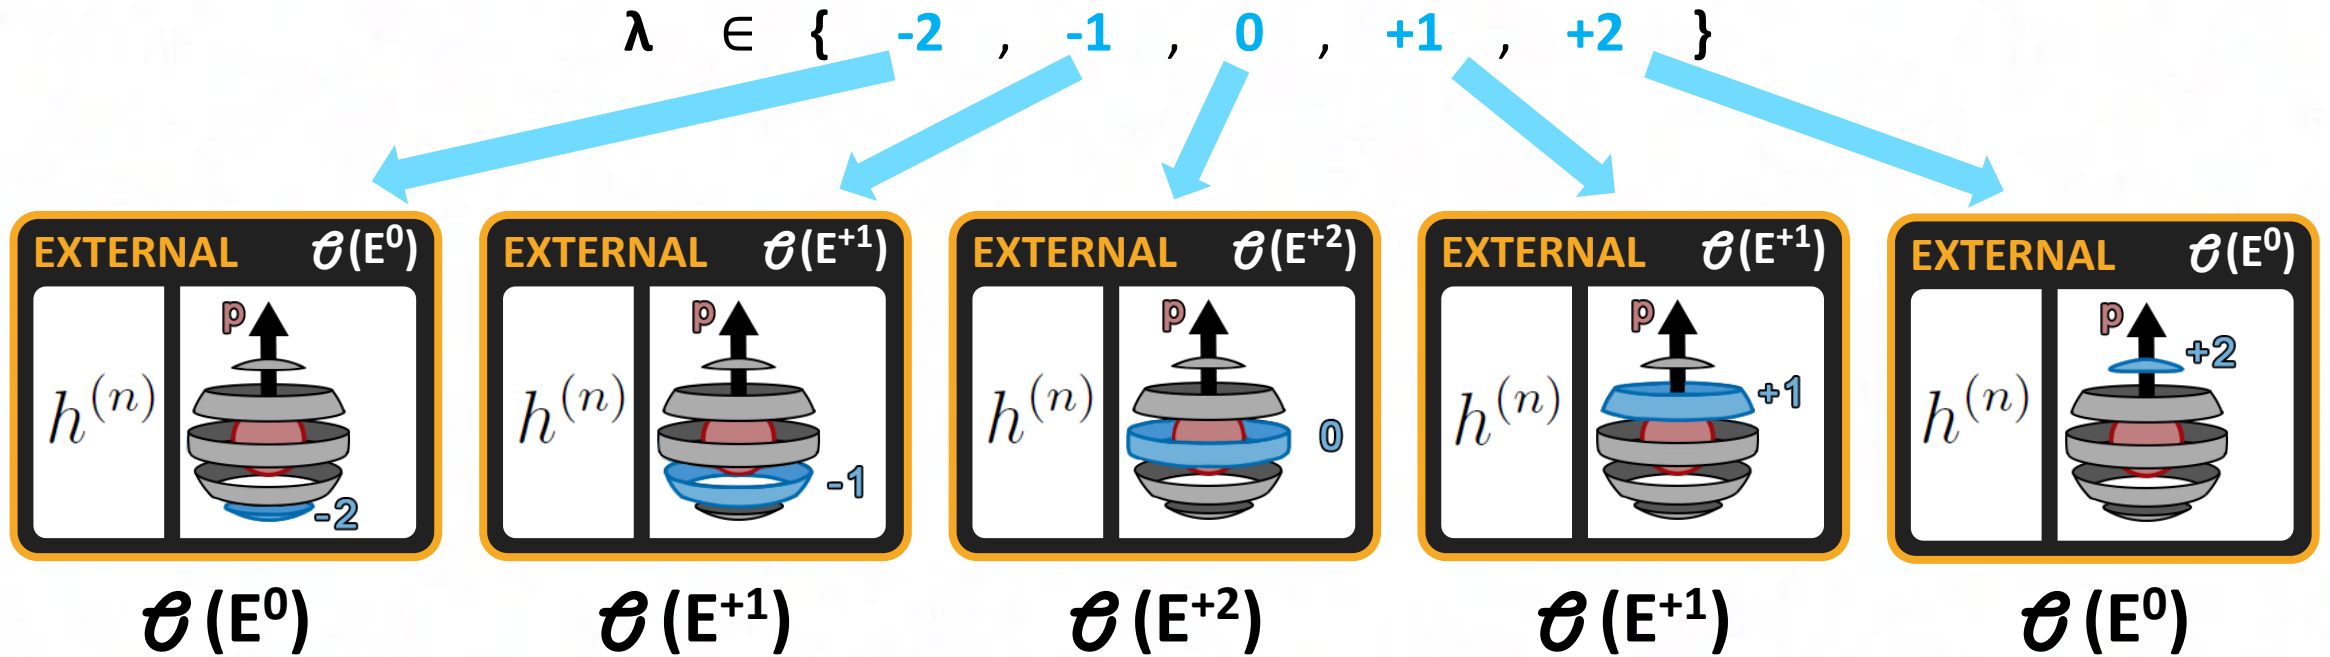 λ ∈ { -2 , -1 , 0 , +1 , +2 }
EXTERNAL 𝒪(E⁰)
p
h⁽ⁿ⁾
-2
𝒪(E⁰)
EXTERNAL 𝒪(E⁺¹)
p
h⁽ⁿ⁾
-1
𝒪(E⁺¹)
EXTERNAL 𝒪(E⁺²)
p
h⁽ⁿ⁾
0
𝒪(E⁺²)
EXTERNAL 𝒪(E⁺¹)
p
h⁽ⁿ⁾
+1
𝒪(E⁺¹)
EXTERNAL 𝒪(E⁰)
p
+2
h⁽ⁿ⁾
𝒪(E⁰)